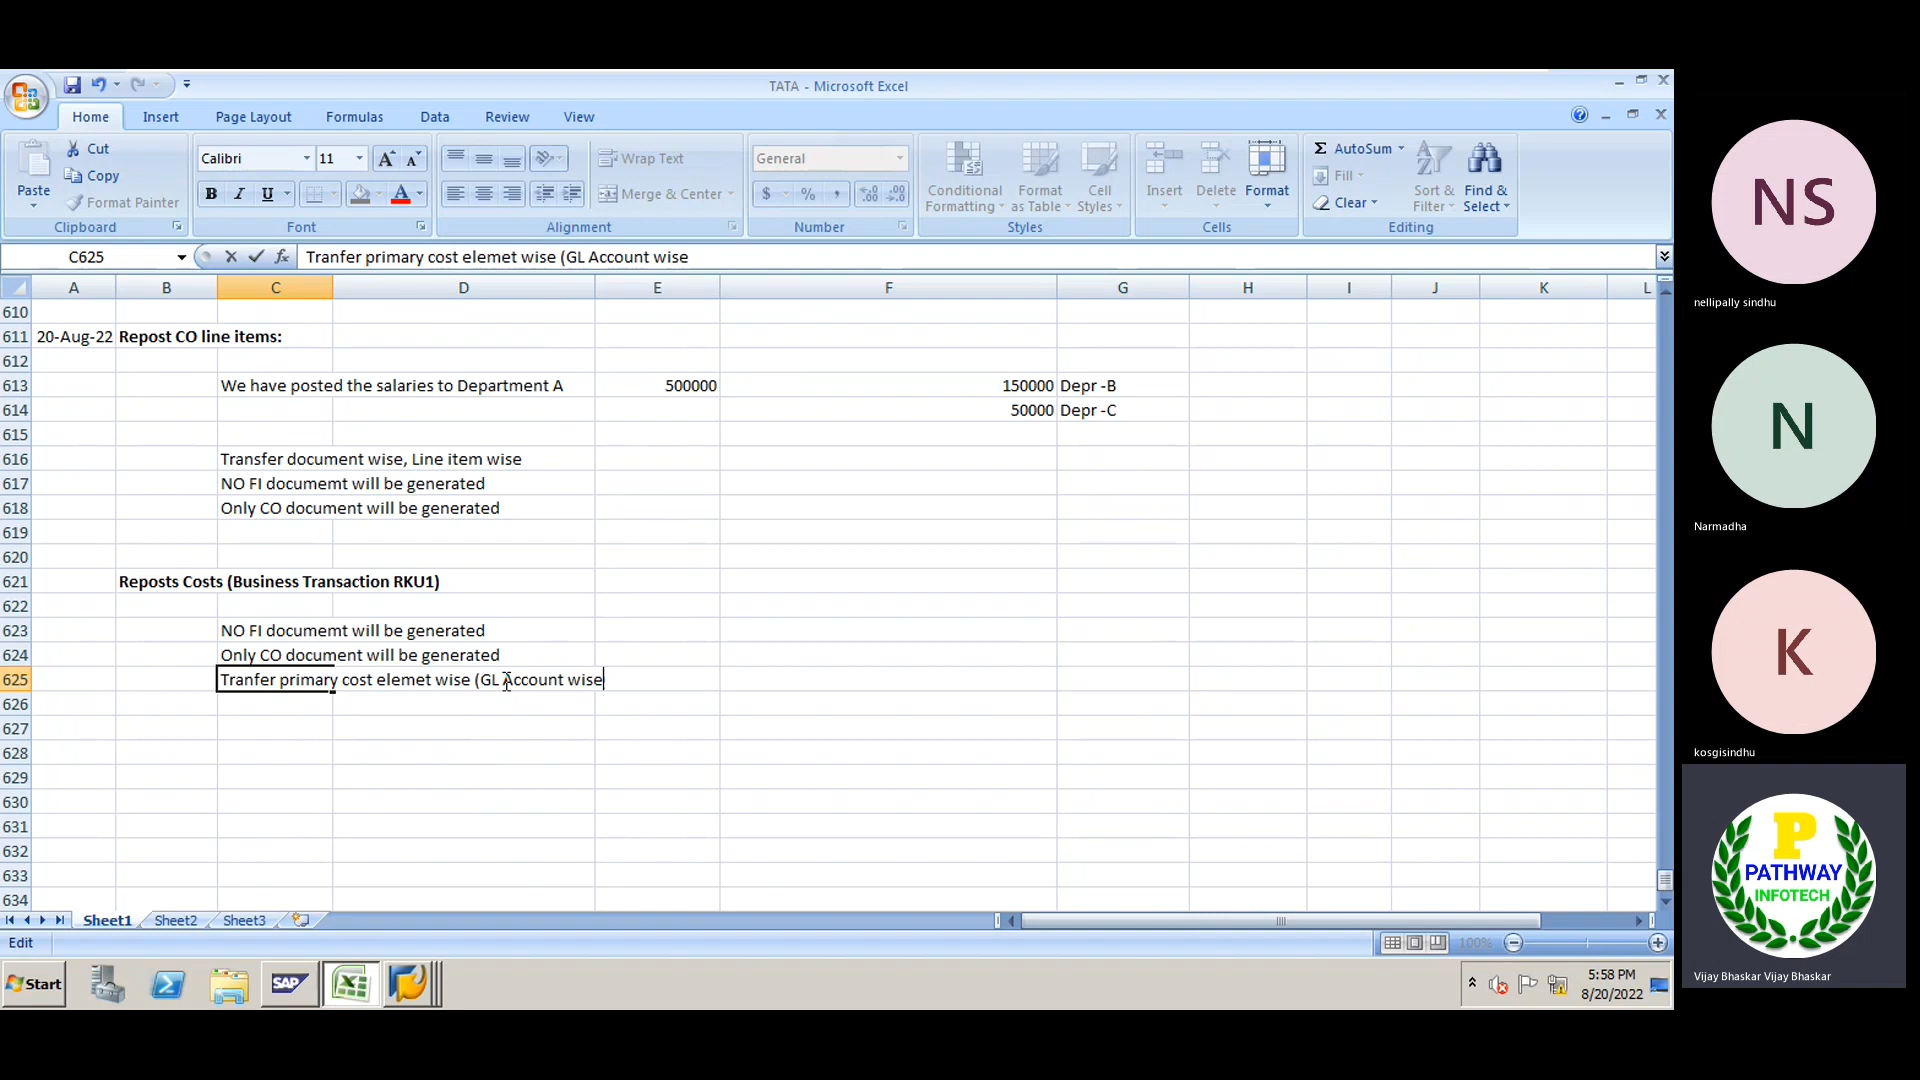 TATA - Microsoft Excel
Home Insert Page Layout Formulas Data Review View
Paste
Cut
Copy
Format Painter
Clipboard
Calibri 11
B I U
Font
Wrap Text
Merge & Center
Alignment
General
$ % ,
Number
Conditional Formatting
Format as Table
Cell Styles
Styles
Insert Delete Format
Cells
Σ AutoSum
Fill
Clear
Sort & Filter
Find & Select
Editing
C625 fx Tranfer primary cost elemet wise (GL Account wise
A B C D E F G H I J K L
610
611 20-Aug-22 Repost CO line items:
612
613 We have posted the salaries to Department A 500000 150000 Depr -B
614 50000 Depr -C
615
616 Transfer document wise, Line item wise
617 NO FI documemt will be generated
618 Only CO document will be generated
619
620
621 Reposts Costs (Business Transaction RKU1)
622
623 NO FI documemt will be generated
624 Only CO document will be generated
625 Tranfer primary cost elemet wise (GL Account wise
626
627
628
629
630
631
632
633
634
Sheet1 Sheet2 Sheet3
Edit 100%
Start
SAP
5:58 PM
8/20/2022
NS
nellipally sindhu
N
Narmadha
K
kosgisindhu
P
PATHWAY
INFOTECH
Vijay Bhaskar Vijay Bhaskar